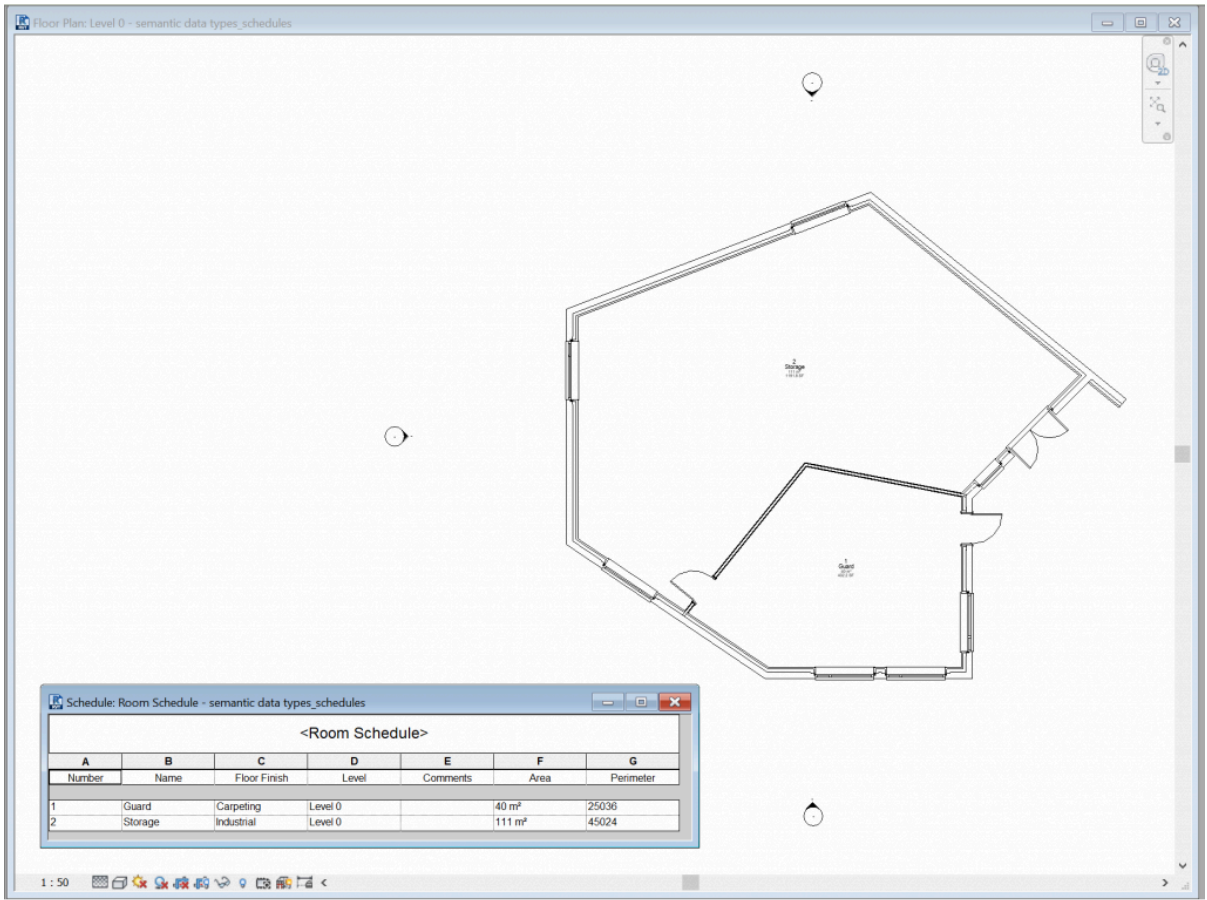 Floor Plan: Level 0 - semantic data types_schedules
2D
2
Storage
1
Guard
Schedule: Room Schedule - semantic data types_schedules
<Room Schedule>
A B C D E F G
Number Name Floor Finish Level Comments Area Perimeter
1 Guard Carpeting Level 0 40 m² 25036
2 Storage Industrial Level 0 111 m² 45024
1 : 50